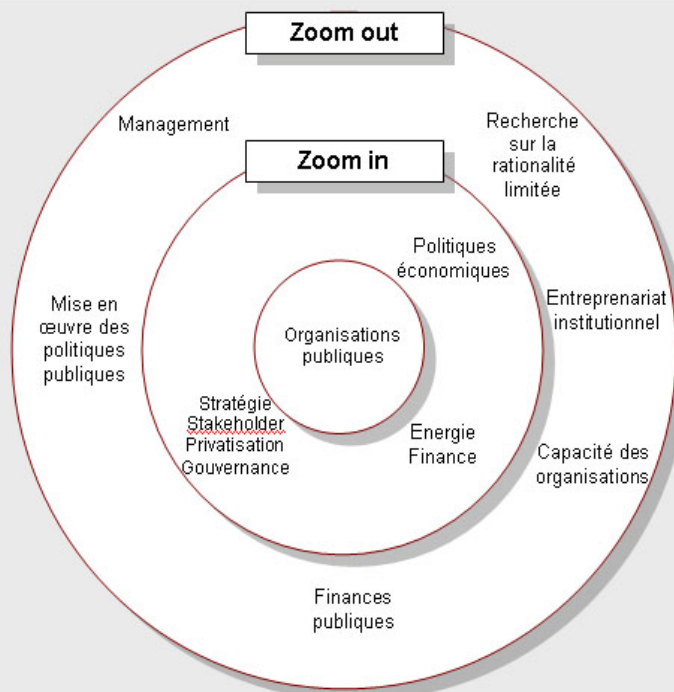 Zoom out
Management
Recherche
sur la
rationalité
limitée
Zoom in
Politiques
économiques
Mise en
œuvre des
politiques
publiques
Organisations
publiques
Entreprenariat
institutionnel
Stratégie
Stakeholder
Privatisation
Gouvernance
Energie
Finance
Capacité des
organisations
Finances
publiques